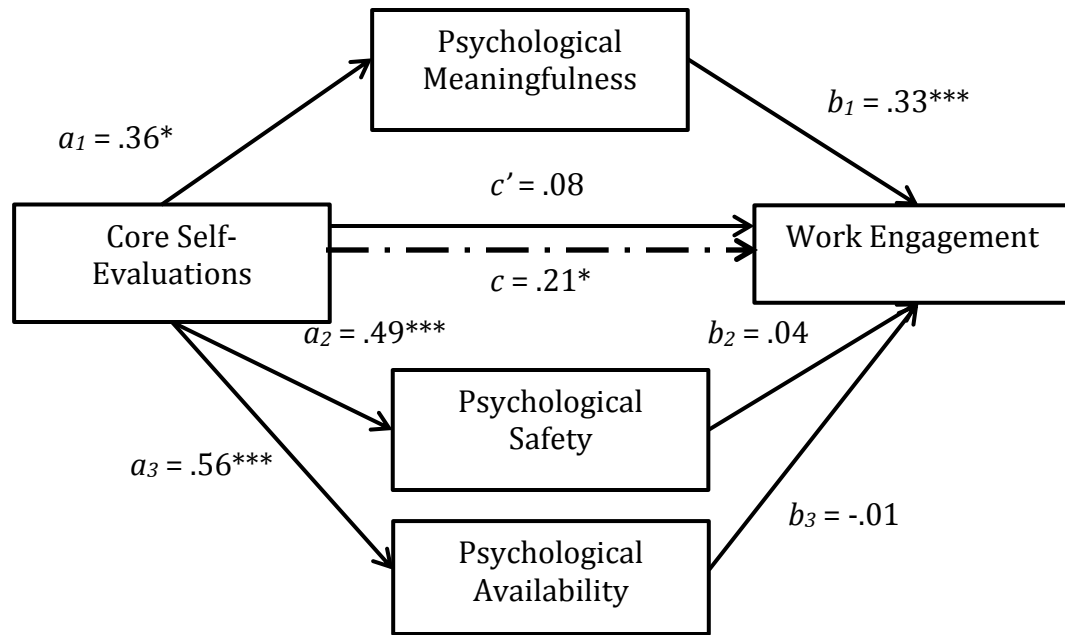 Psychological
Meaningfulness
a₁ = .36*
b₁ = .33***
c’ = .08
Core Self-
Evaluations
Work Engagement
c = .21*
a₂ = .49***
b₂ = .04
Psychological
Safety
a₃ = .56***
b₃ = -.01
Psychological
Availability